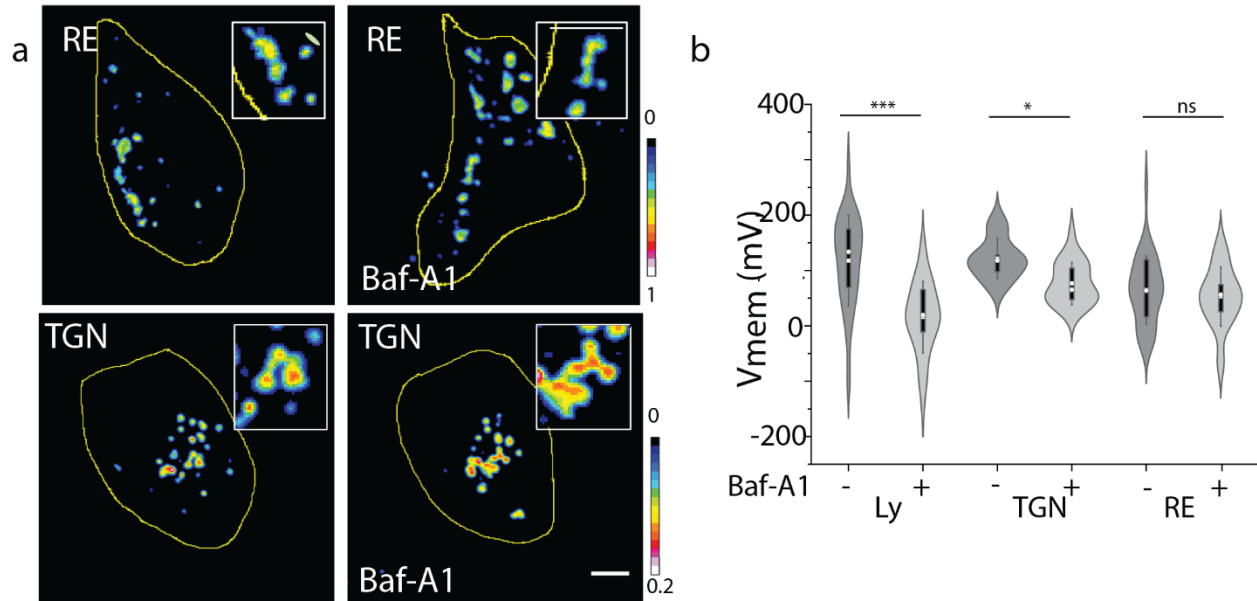 a
RE
RE
Baf-A1
0
1
TGN
TGN
Baf-A1
0
0.2
b
Vmem (mV)
400
200
0
-200
***
*
ns
Baf-A1 - + - + - +
Ly TGN RE